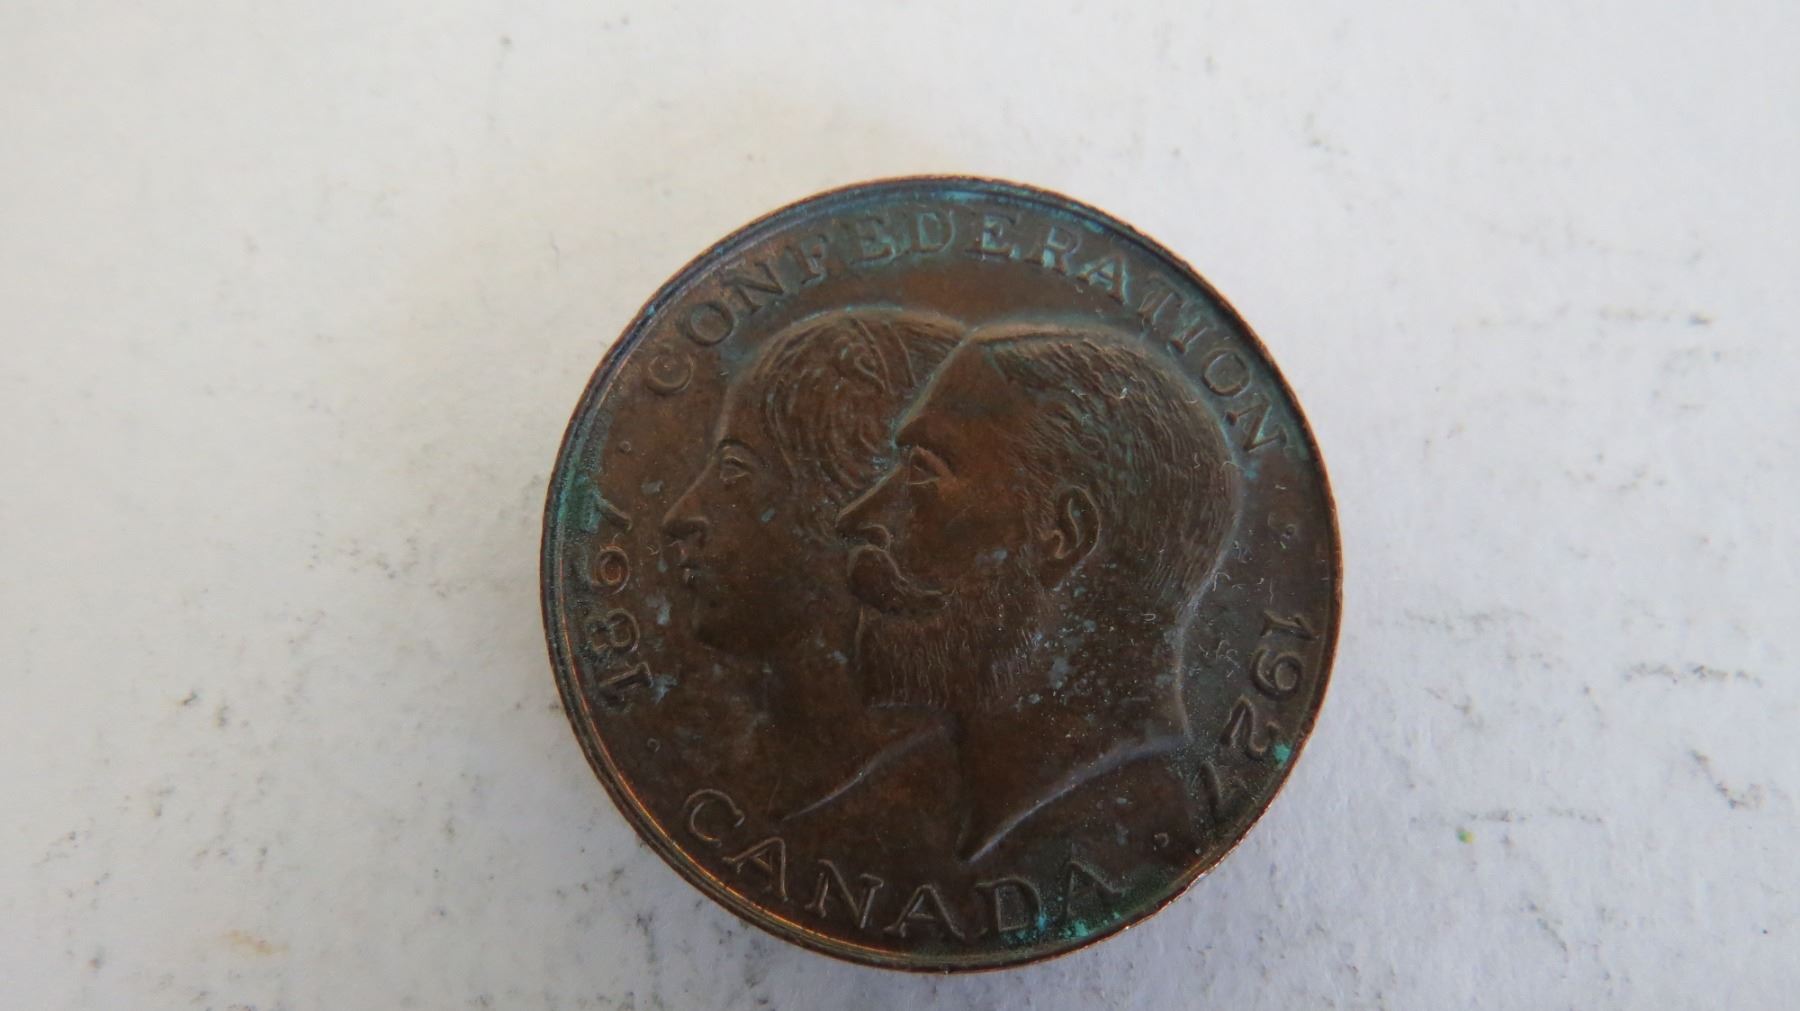 1867 · CONFEDERATION · 1927
· CANADA ·